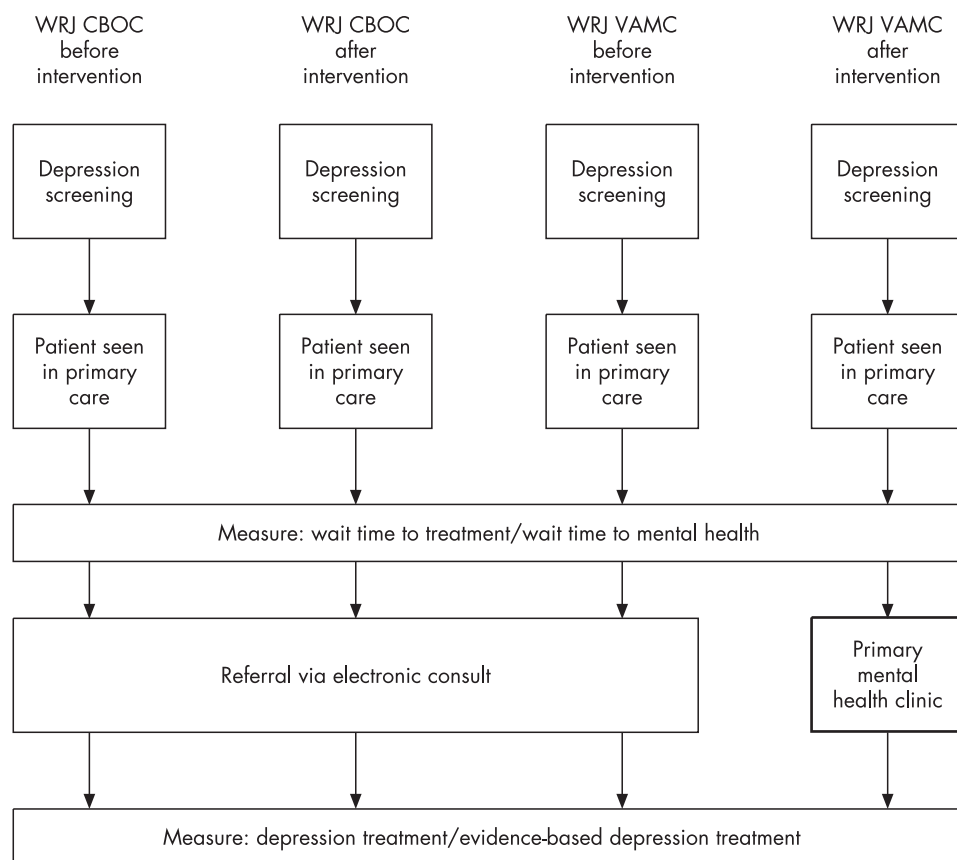 WRJ CBOC
before
intervention
WRJ CBOC
after
intervention
WRJ VAMC
before
intervention
WRJ VAMC
after
intervention
Depression
screening
Depression
screening
Depression
screening
Depression
screening
Patient seen
in primary
care
Patient seen
in primary
care
Patient seen
in primary
care
Patient seen
in primary
care
Measure: wait time to treatment/wait time to mental health
Referral via electronic consult
Primary
mental
health clinic
Measure: depression treatment/evidence-based depression treatment